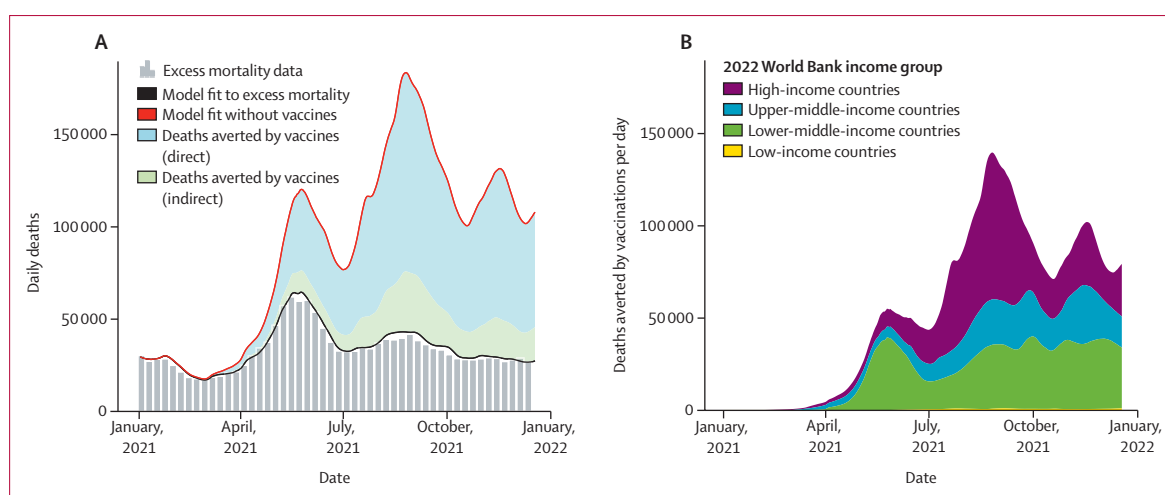 A
Excess mortality data
Model fit to excess mortality
Model fit without vaccines
Deaths averted by vaccines
(direct)
Deaths averted by vaccines
(indirect)
Daily deaths
150 000
100 000
50 000
0
January,
2021
April,
2021
July,
2021
October,
2021
January,
2022
Date
B
2022 World Bank income group
High-income countries
Upper-middle-income countries
Lower-middle-income countries
Low-income countries
Deaths averted by vaccinations per day
150 000
100 000
50 000
0
January,
2021
April,
2021
July,
2021
October,
2021
January,
2022
Date